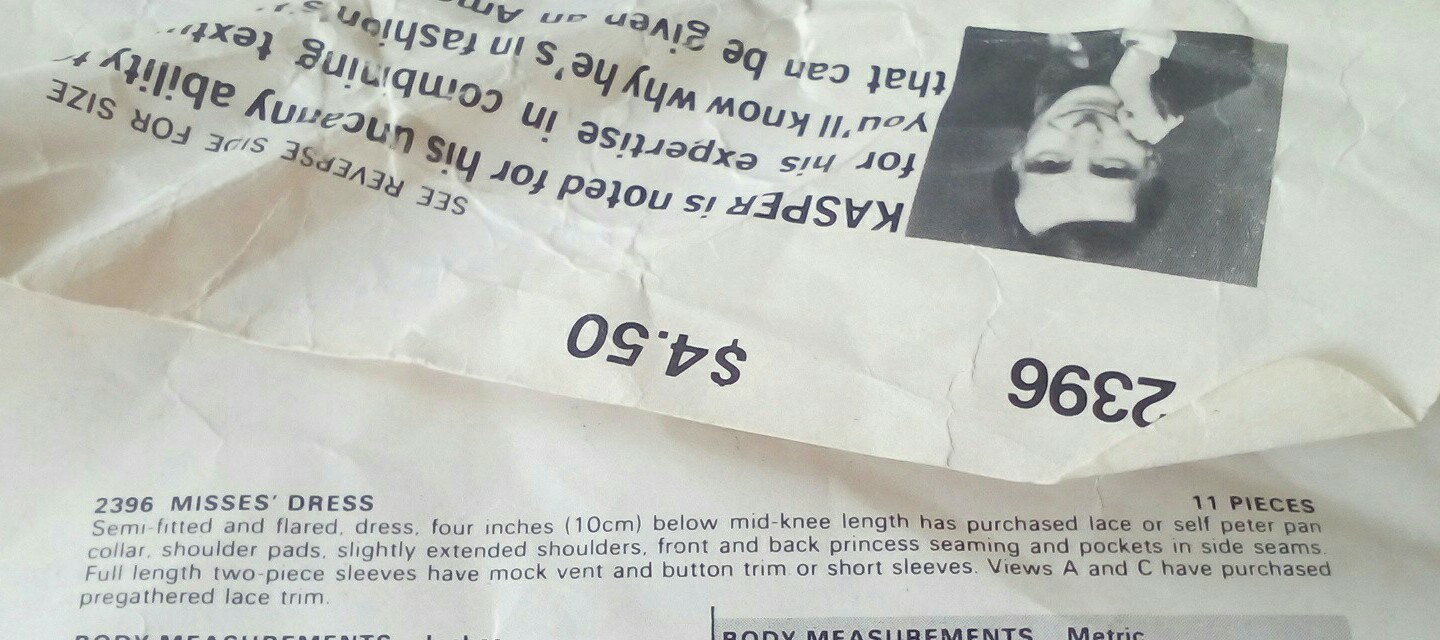 2396 $4.50
SEE REVERSE SIDE FOR SIZE
KASPER is noted for his uncanny ability
for his expertise in combining
you'll know why he's in fashion's
that can be given an
2396 MISSES' DRESS 11 PIECES
Semi-fitted and flared, dress, four inches (10cm) below mid-knee length has purchased lace or self peter pan
collar, shoulder pads, slightly extended shoulders, front and back princess seaming and pockets in side seams.
Full length two-piece sleeves have mock vent and button trim or short sleeves. Views A and C have purchased
pregathered lace trim.
BODY MEASUREMENTS
BODY MEASUREMENTS Metric